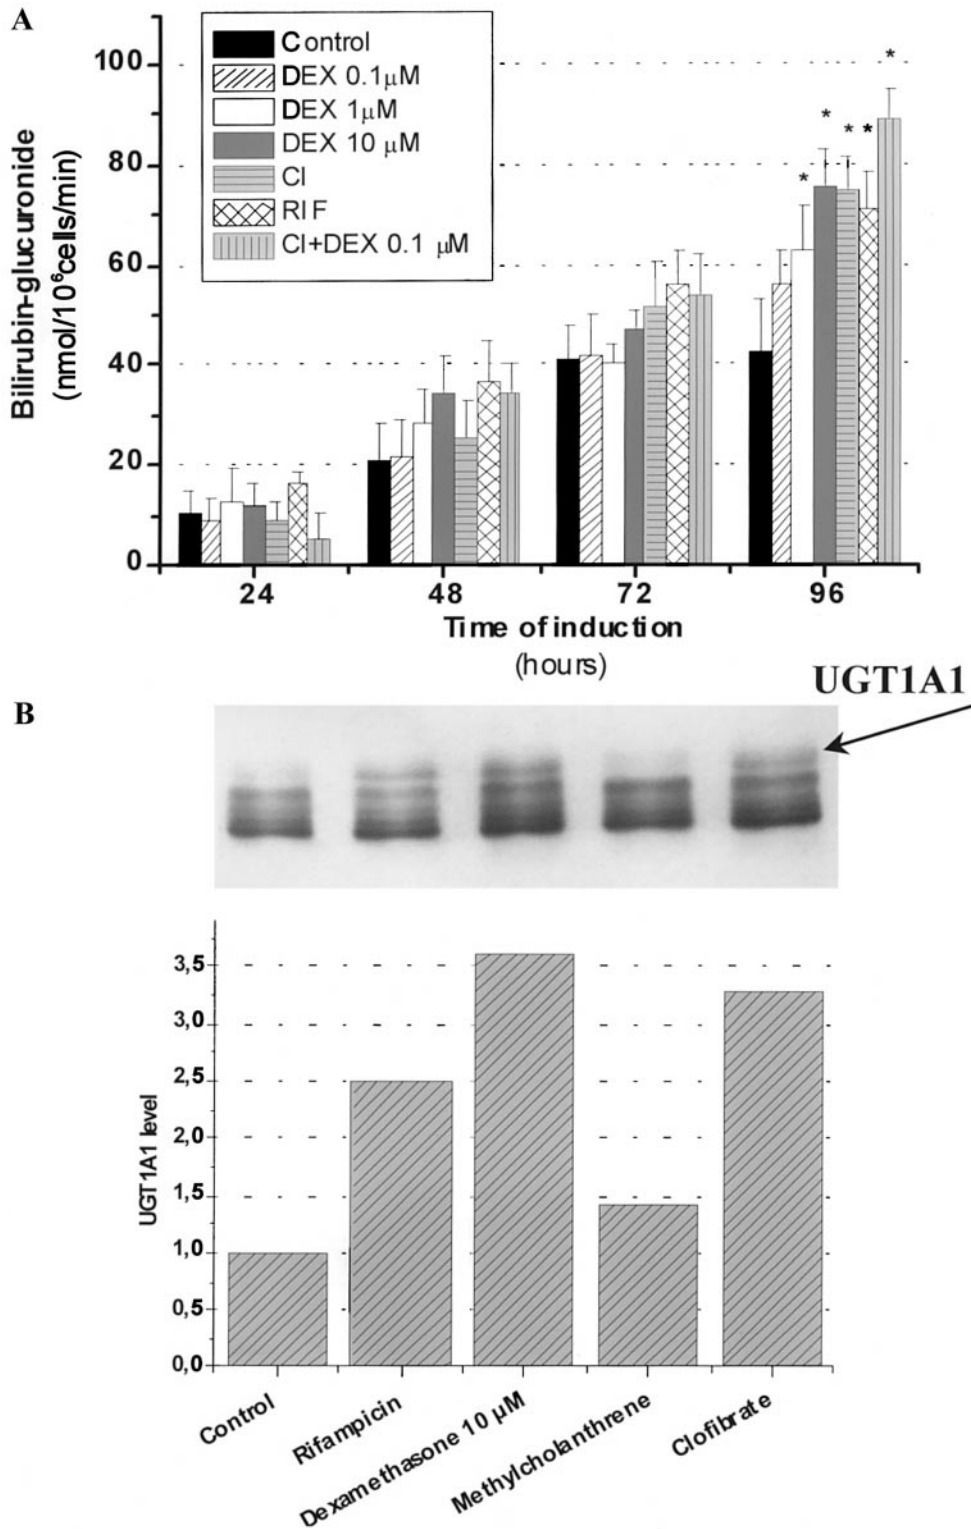 A
Control
DEX 0.1μM
DEX 1μM
DEX 10 μM
Cl
RIF
Cl+DEX 0.1 μM
Bilirubin-glucuronide
(nmol/10⁶cells/min)
100
80
60
40
20
0
* * * * *
24 48 72 96
Time of induction
(hours)
UGT1A1
B
UGT1A1 level
3,5
3,0
2,5
2,0
1,5
1,0
0,5
0,0
Control
Rifampicin
Dexamethasone 10 μM
Methylcholanthrene
Clofibrate